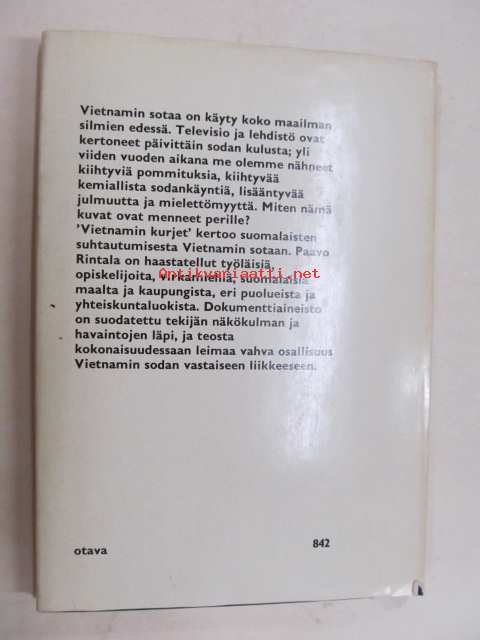 Vietnamin sotaa on käyty koko maailman
silmien edessä. Televisio ja lehdistö ovat
kertoneet päivittäin sodan kulusta; yli
viiden vuoden aikana me olemme nähneet
kiihtyviä pommituksia, kiihtyvää
kemiallista sodankäyntiä, lisääntyvää
julmuutta ja mielettömyyttä. Miten nämä
kuvat ovat menneet perille?
'Vietnamin kurjet' kertoo suomalaisten
suhtautumisesta Vietnamin sotaan. Paavo
Rintala on haastatellut työläisiä,
Antikvariaatti.net
opiskelijoita, virkamiehiä, suomalaisia
maalta ja kaupungista, eri puolueista ja
yhteiskuntaluokista. Dokumenttiaineisto
on suodatettu tekijän näkökulman ja
havaintojen läpi, ja teosta
kokonaisuudessaan leimaa vahva osallisuus
Vietnamin sodan vastaiseen liikkeeseen.
otava
842